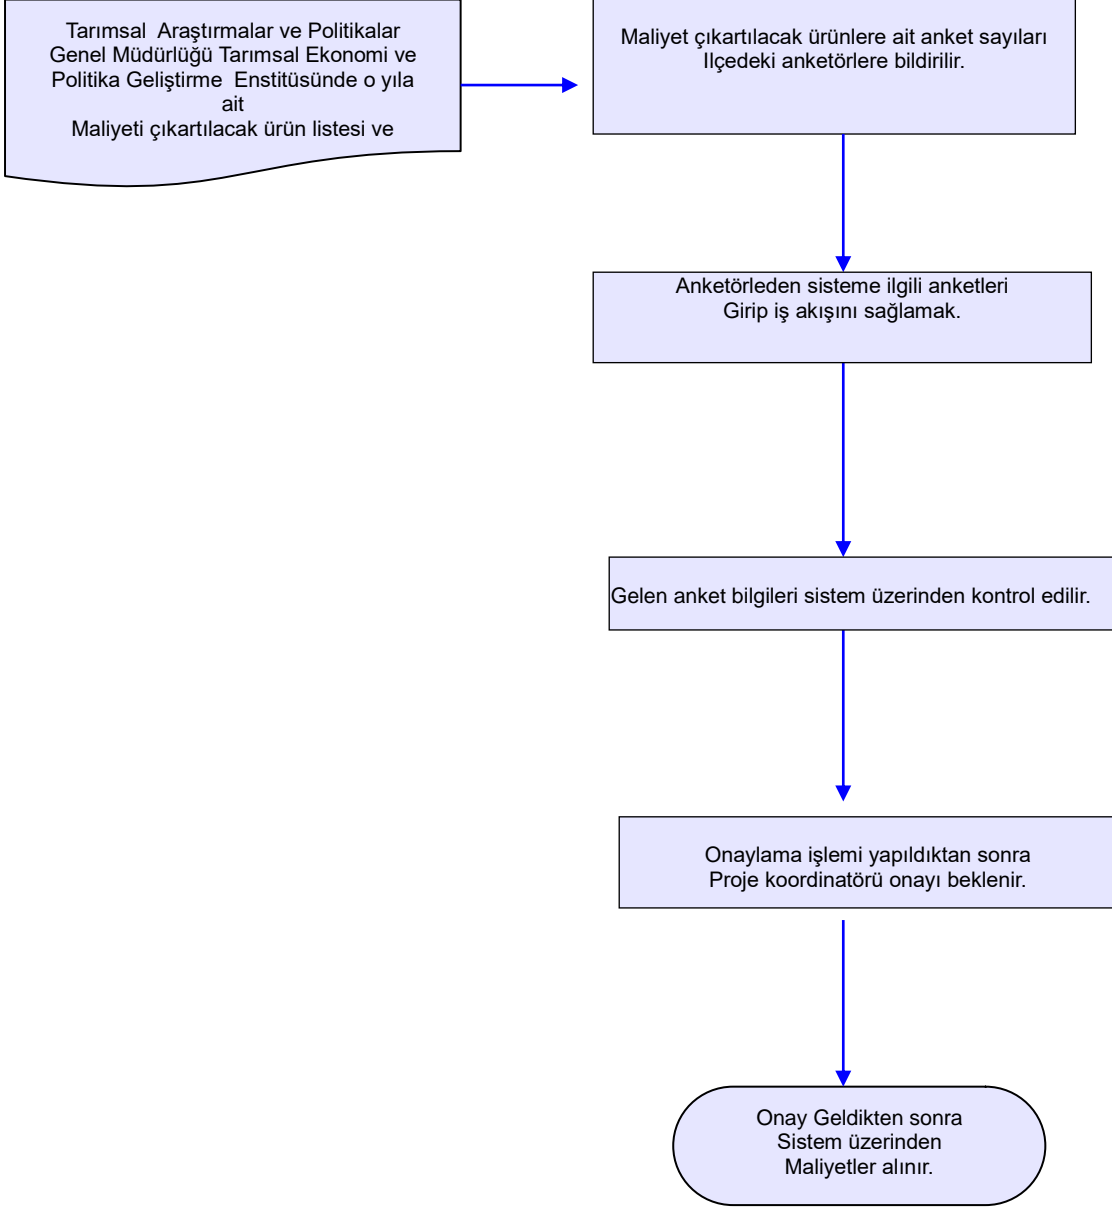 Tarımsal  Araştırmalar ve Politikalar
Genel Müdürlüğü Tarımsal Ekonomi ve
Politika Geliştirme  Enstitüsünde o yıla
ait
Maliyeti çıkartılacak ürün listesi ve
Maliyet çıkartılacak ürünlere ait anket sayıları
Ilçedeki anketörlere bildirilir.
Anketörleden sisteme ilgili anketleri
Girip iş akışını sağlamak.
Gelen anket bilgileri sistem üzerinden kontrol edilir.
Onaylama işlemi yapıldıktan sonra
Proje koordinatörü onayı beklenir.
Onay Geldikten sonra
Sistem üzerinden
Maliyetler alınır.